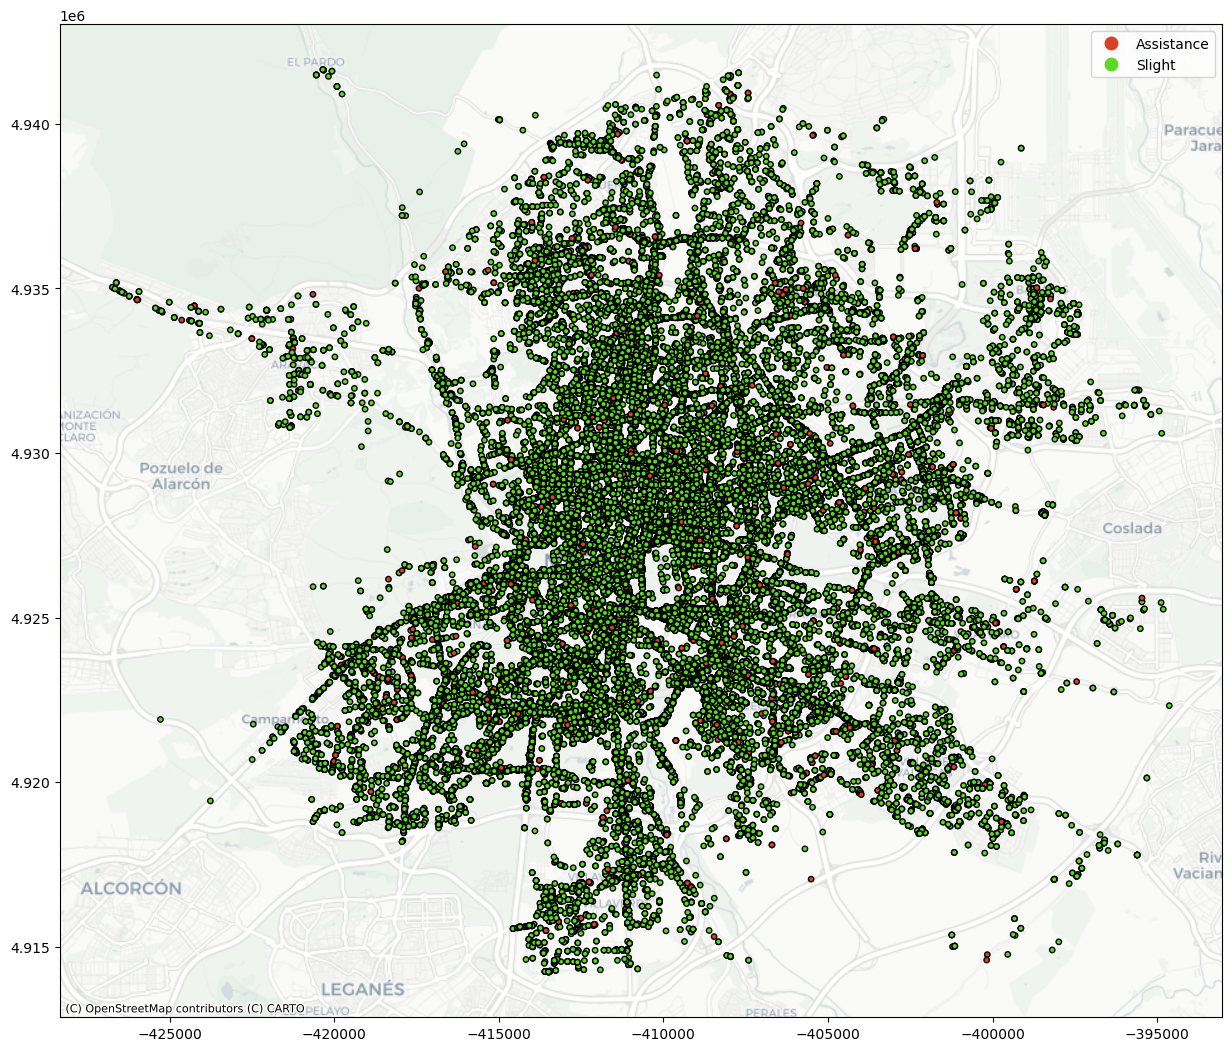 1e6
Assistance
Slight
EL PARDO
4.940
Paracue
Jara
4.935
ANIZACIÓN
MONTE
CLARO
4.930
Pozuelo de
Alarcón
Coslada
4.925
Campamento
4.920
ALCORCÓN
Riv
Vacian
4.915
LEGANÉS
(C) OpenStreetMap contributors (C) CARTO
PERALES
−425000
−420000
−415000
−410000
−405000
−400000
−395000